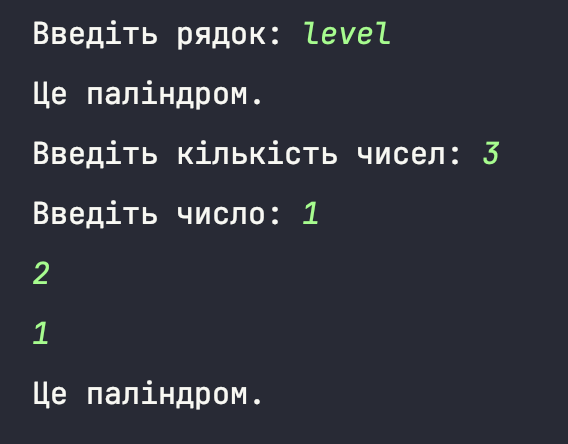 Введіть рядок: level
Це паліндром.
Введіть кількість чисел: 3
Введіть число: 1
2
1
Це паліндром.